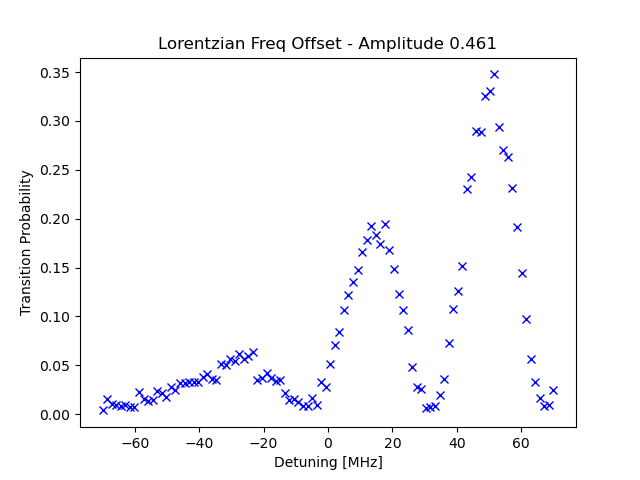 Lorentzian Freq Offset - Amplitude 0.461
Transition Probability
0.35
0.30
0.25
0.20
0.15
0.10
0.05
0.00
−60 −40 −20 0 20 40 60
Detuning [MHz]